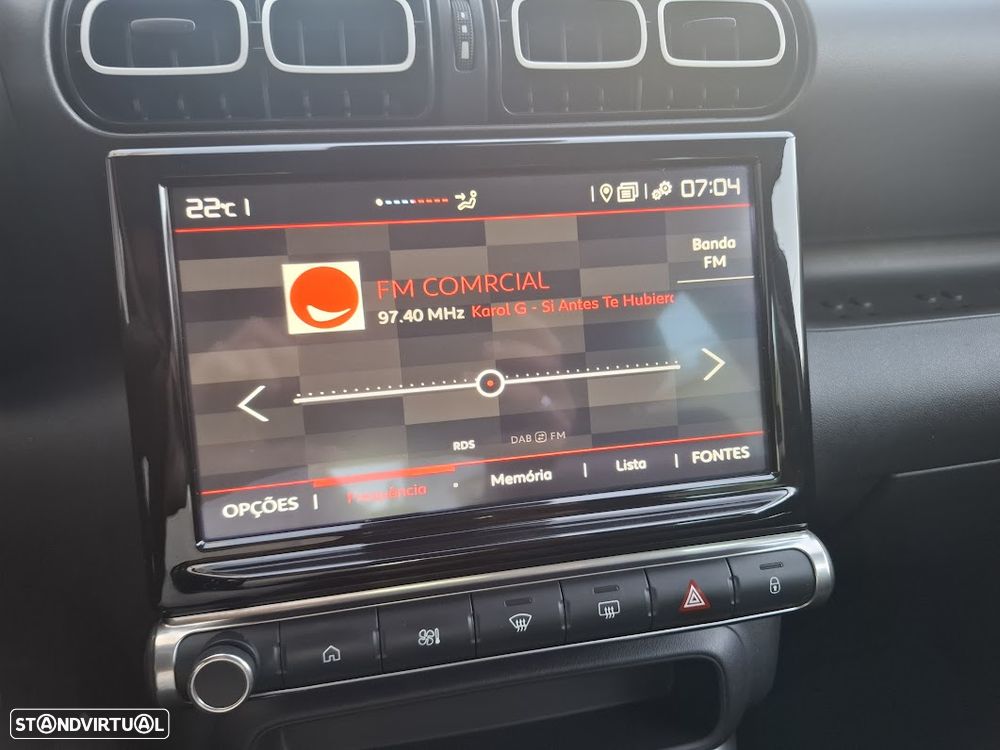 22°C
07:04
Banda
FM
FM COMRCIAL
97.40 MHz Karol G - Si Antes Te Hubier
RDS
DAB FM
OPÇÕES
Frequência
Memória
Lista
FONTES
STANDVIRTUAL